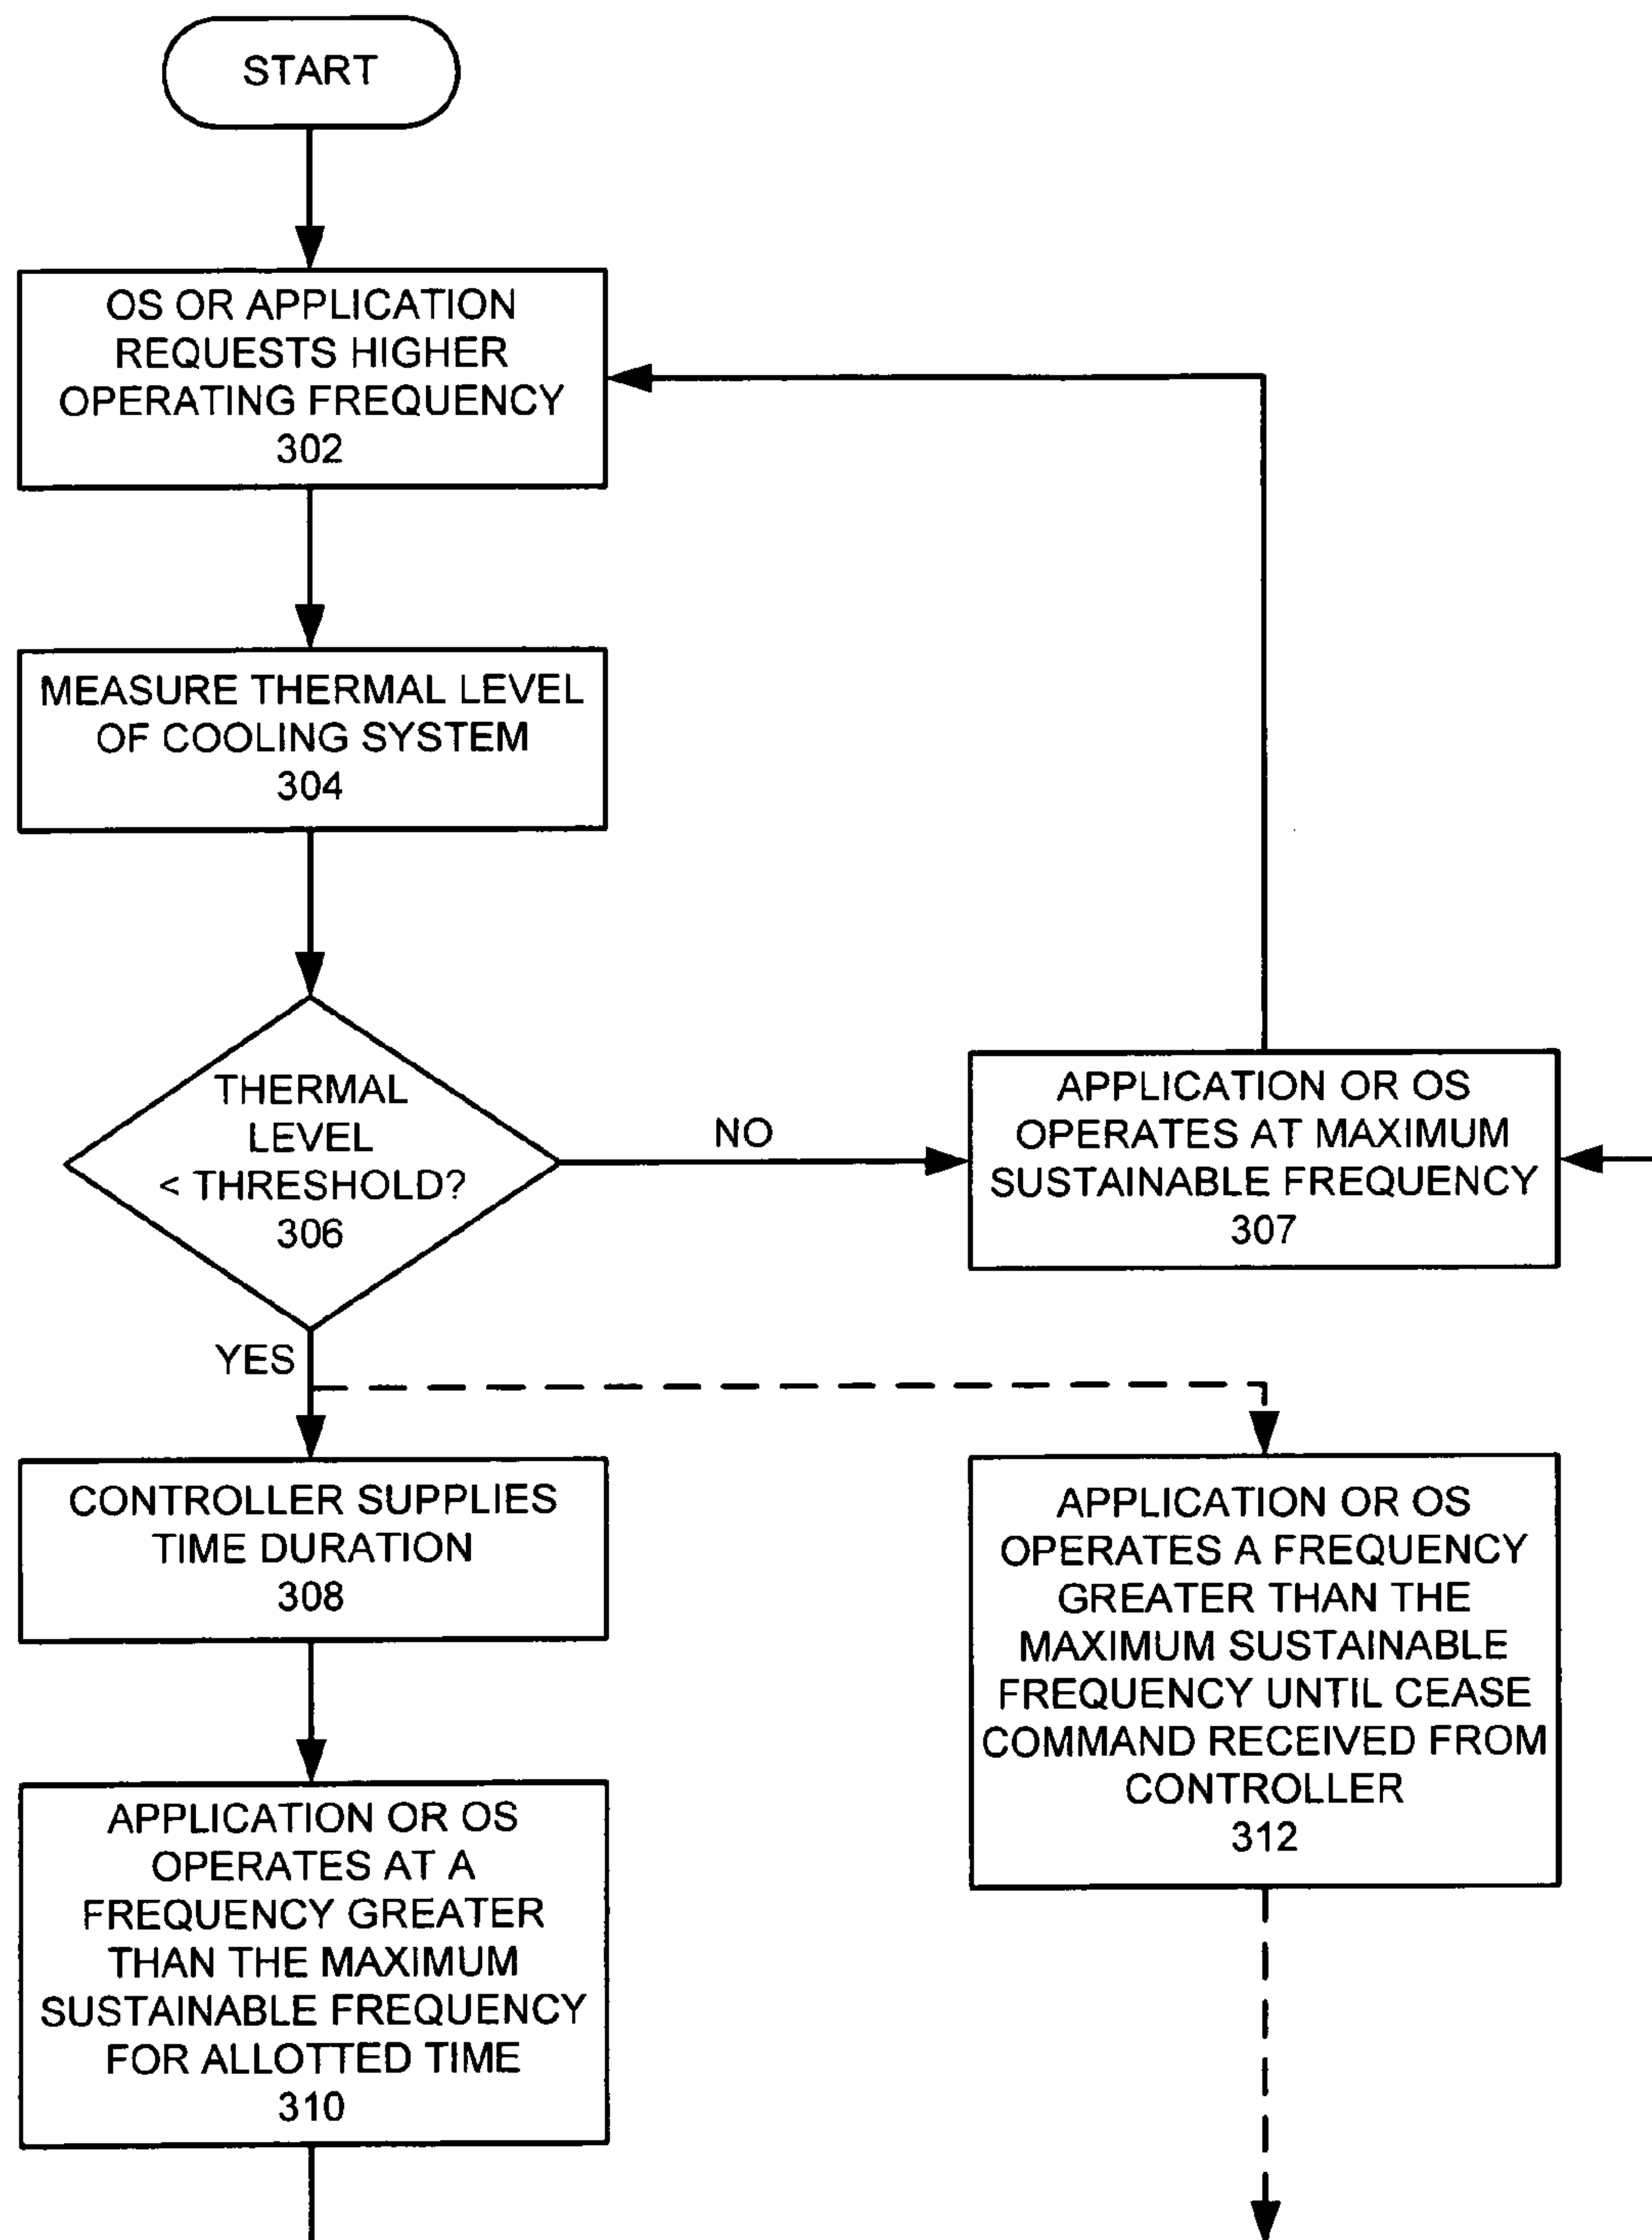 START
OS OR APPLICATION
REQUESTS HIGHER
OPERATING FREQUENCY
302
MEASURE THERMAL LEVEL
OF COOLING SYSTEM
304
THERMAL
LEVEL
< THRESHOLD?
306
NO
APPLICATION OR OS
OPERATES AT MAXIMUM
SUSTAINABLE FREQUENCY
307
YES
CONTROLLER SUPPLIES
TIME DURATION
308
APPLICATION OR OS
OPERATES A FREQUENCY
GREATER THAN THE
MAXIMUM SUSTAINABLE
FREQUENCY UNTIL CEASE
COMMAND RECEIVED FROM
CONTROLLER
312
APPLICATION OR OS
OPERATES AT A
FREQUENCY GREATER
THAN THE MAXIMUM
SUSTAINABLE FREQUENCY
FOR ALLOTTED TIME
310